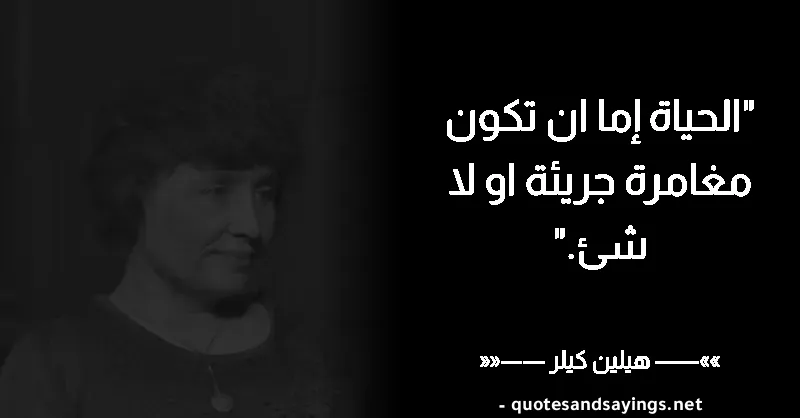 "الحياة إما ان تكون
مغامرة جريئة او لا
شئ."
»»—— هيلين كيلر ——««
- quotesandsayings.net